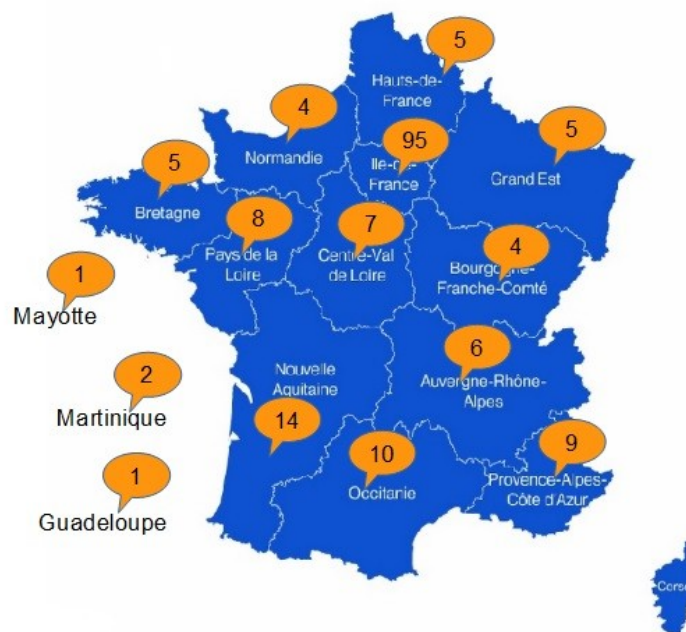 5
Hauts-de-
France
4
Normandie
95
Ile-de-
France
5
Grand Est
5
Bretagne
8
Pays de la
Loire
7
Centre-Val
de Loire
4
Bourgogne-
Franche-Comté
1
Mayotte
6
Auvergne-Rhône-
Alpes
2
Martinique
Nouvelle
Aquitaine
14
10
Occitanie
9
Provence-Alpes-
Côte d'Azur
1
Guadeloupe
Corse